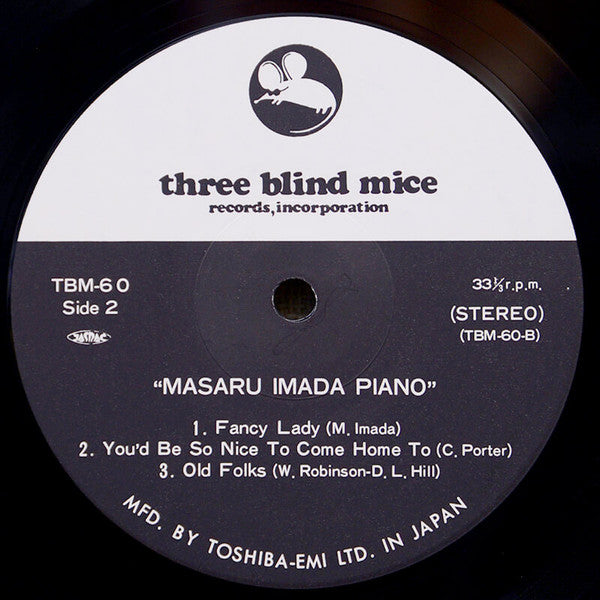 three blind mice
records, incorporation
TBM-60
Side 2
JASRAC
33⅓ r.p.m.
(STEREO)
(TBM-60-B)
"MASARU IMADA PIANO"
1. Fancy Lady (M. Imada)
2. You'd Be So Nice To Come Home To (C. Porter)
3. Old Folks (W. Robinson-D. L. Hill)
MFD. BY TOSHIBA-EMI LTD. IN JAPAN